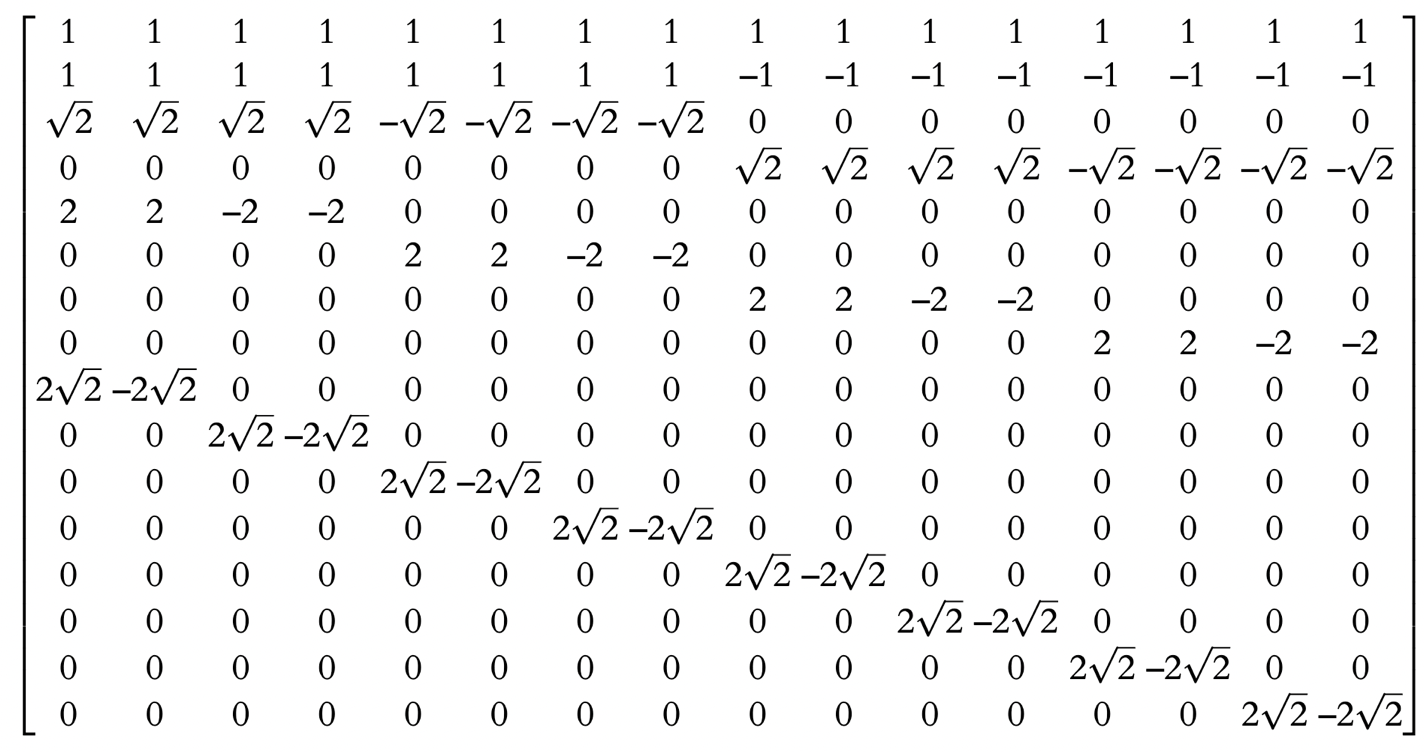 1 1 1 1 1 1 1 1 1 1 1 1 1 1 1 1
1 1 1 1 1 1 1 1 −1 −1 −1 −1 −1 −1 −1 −1
√2 √2 √2 √2 −√2 −√2 −√2 −√2 0 0 0 0 0 0 0 0
0 0 0 0 0 0 0 0 √2 √2 √2 √2 −√2 −√2 −√2 −√2
2 2 −2 −2 0 0 0 0 0 0 0 0 0 0 0 0
0 0 0 0 2 2 −2 −2 0 0 0 0 0 0 0 0
0 0 0 0 0 0 0 0 2 2 −2 −2 0 0 0 0
0 0 0 0 0 0 0 0 0 0 0 0 2 2 −2 −2
2√2 −2√2 0 0 0 0 0 0 0 0 0 0 0 0 0 0
0 0 2√2 −2√2 0 0 0 0 0 0 0 0 0 0 0 0
0 0 0 0 2√2 −2√2 0 0 0 0 0 0 0 0 0 0
0 0 0 0 0 0 2√2 −2√2 0 0 0 0 0 0 0 0
0 0 0 0 0 0 0 0 2√2 −2√2 0 0 0 0 0 0
0 0 0 0 0 0 0 0 0 0 2√2 −2√2 0 0 0 0
0 0 0 0 0 0 0 0 0 0 0 0 2√2 −2√2 0 0
0 0 0 0 0 0 0 0 0 0 0 0 0 0 2√2 −2√2